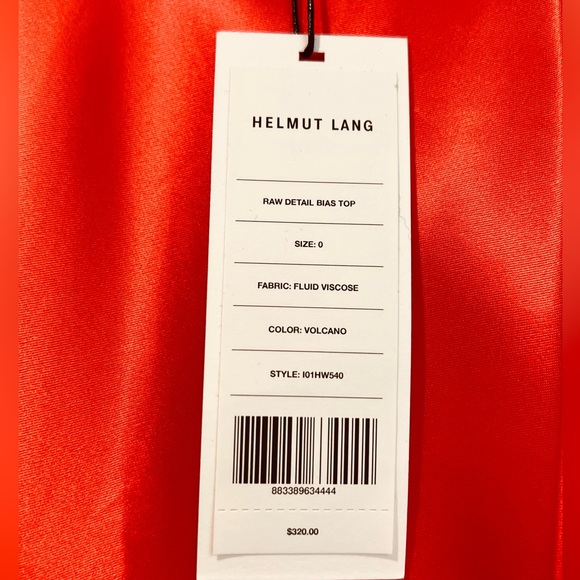 HELMUT LANG
RAW DETAIL BIAS TOP
SIZE: 0
FABRIC: FLUID VISCOSE
COLOR: VOLCANO
STYLE: I01HW540
883389634444
$320.00